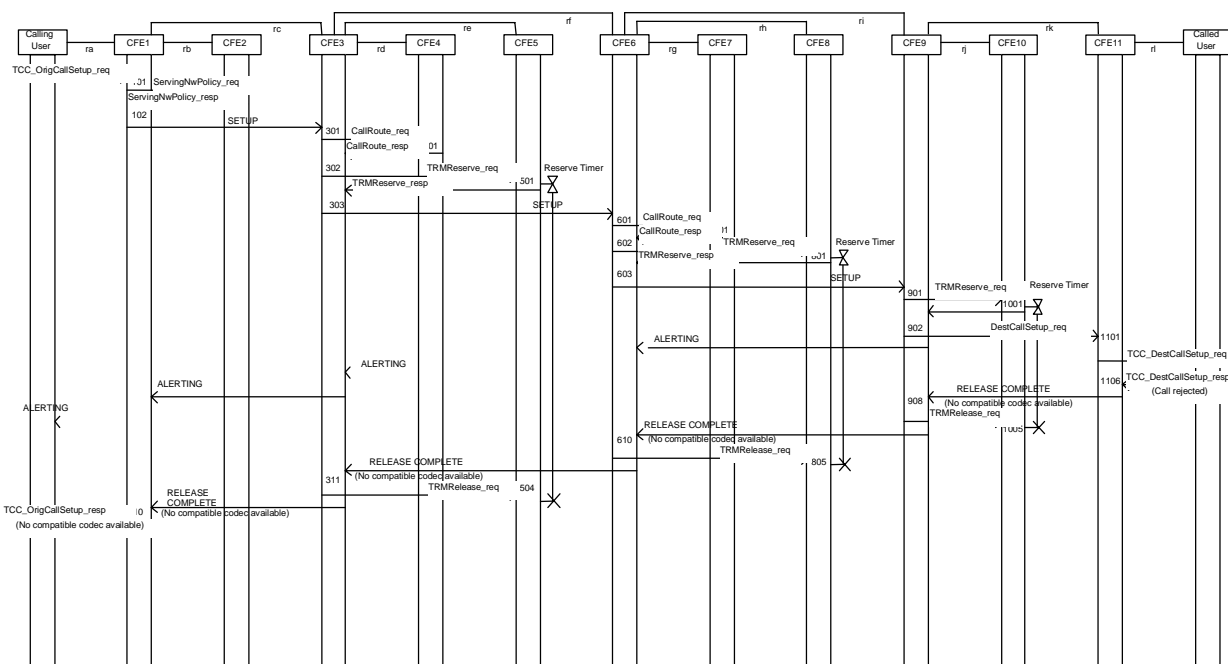 rf
ri
rc
re
rh
rk
Calling
User
ra
CFE1
rb
CFE2
CFE3
rd
CFE4
CFE5
CFE6
rg
CFE7
CFE8
CFE9
rj
CFE10
CFE11
rl
Called
User
TCC_OrigCallSetup_req
101
ServingNwPolicy_req
ServingNwPolicy_resp
102
SETUP
301
CallRoute_req
CallRoute_resp
01
302
TRMReserve_req
Reserve Timer
TRMReserve_resp
501
303
SETUP
601
CallRoute_req
CallRoute_resp
01
602
TRMReserve_req
Reserve Timer
TRMReserve_resp
801
603
SETUP
901
TRMReserve_req
Reserve Timer
1001
902
DestCallSetup_req
1101
ALERTING
TCC_DestCallSetup_req
ALERTING
1106
TCC_DestCallSetup_resp
(Call rejected)
ALERTING
RELEASE COMPLETE
(No compatible codec available)
908
ALERTING
TRMRelease_req
1005
RELEASE COMPLETE
(No compatible codec available)
610
TRMRelease_req
805
RELEASE COMPLETE
(No compatible codec available)
311
TRMRelease_req
504
RELEASE
COMPLETE
(No compatible codec available)
TCC_OrigCallSetup_resp
10
(No compatible codec available)